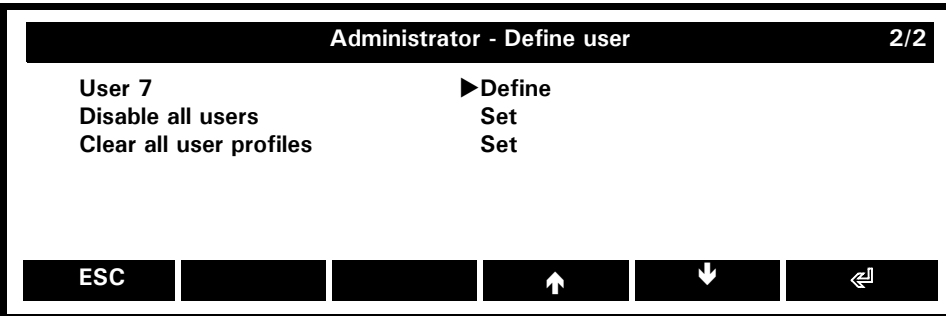 Administrator - Define user 2/2
User 7 ▶Define
Disable all users Set
Clear all user profiles Set
ESC